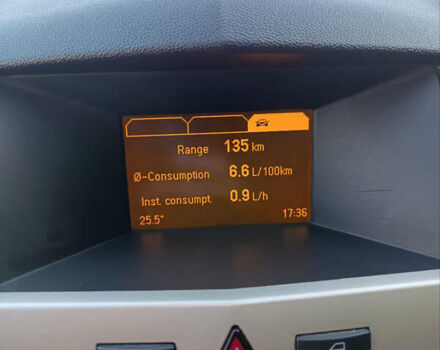 Range 135 km
Ø-Consumption 6.6 L/100km
Inst. consumpt. 0.9 L/h
25.5° 17:36